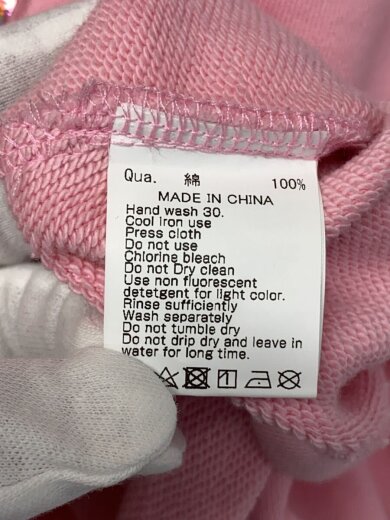 Qua. 綿 100%
MADE IN CHINA
Hand wash 30.
Cool iron use
Press cloth
Do not use
Chlorine bleach
Do not Dry clean
Use non fluorescent
detetgent for light color.
Rinse sufficiently
Wash separately
Do not tumble dry
Do not drip dry and leave in
water for long time.